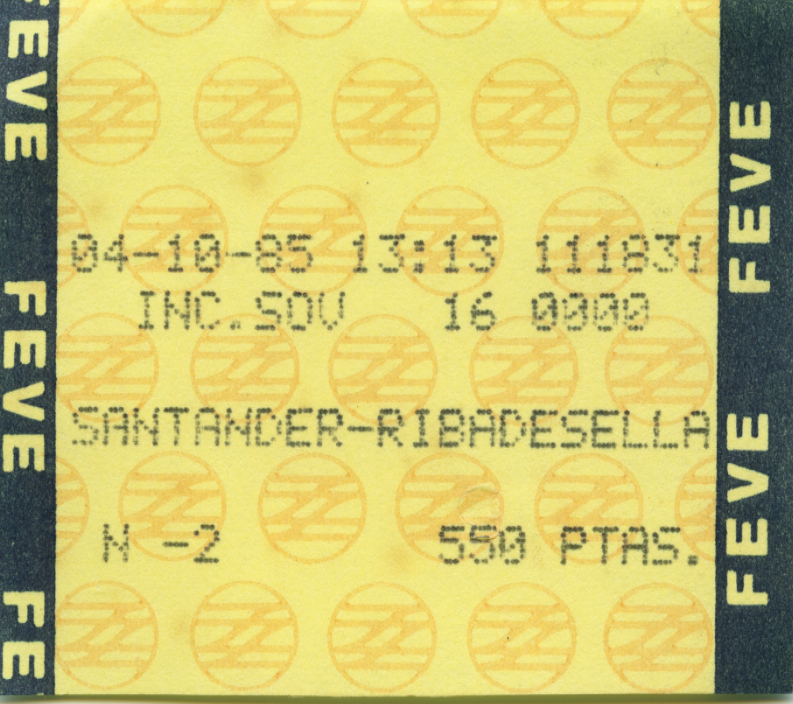 FEVE
FEVE
FE
04-10-85 13:13 111831
INC.SDV 16 0000
SANTANDER-RIBADESELLA
N -2 550 PTAS.
FEVE
FEVE